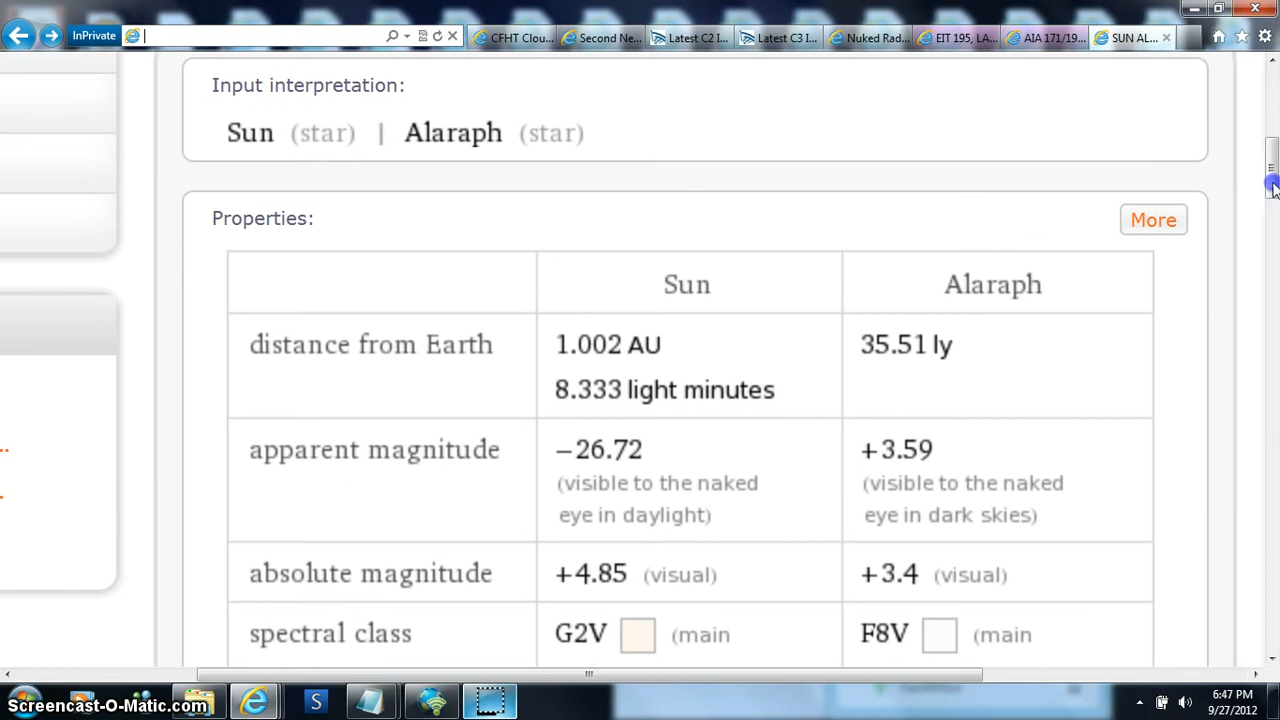 InPrivate
CFHT Clou...
Second Ne...
Latest C2 I...
Latest C3 I...
Nuked Rad...
EIT 195, LA...
AIA 171/19...
SUN AL...
Input interpretation:
Sun (star) | Alaraph (star)
Properties:
More
Sun
Alaraph
distance from Earth
1.002 AU
8.333 light minutes
35.51 ly
apparent magnitude
−26.72
(visible to the naked
eye in daylight)
+3.59
(visible to the naked
eye in dark skies)
absolute magnitude
+4.85 (visual)
+3.4 (visual)
spectral class
G2V (main
F8V (main
S
Screencast-O-Matic.com
6:47 PM
9/27/2012